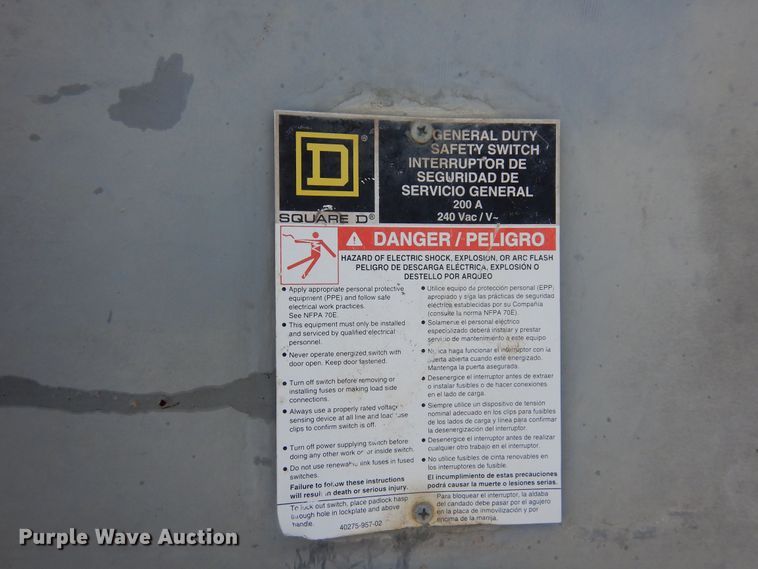 D®
SQUARE D®
GENERAL DUTY
SAFETY SWITCH
INTERRUPTOR DE
SEGURIDAD DE
SERVICIO GENERAL
200 A
240 Vac / V~
DANGER / PELIGRO
HAZARD OF ELECTRIC SHOCK, EXPLOSION, OR ARC FLASH
PELIGRO DE DESCARGA ELÉCTRICA, EXPLOSIÓN O
DESTELLO POR ARQUEO
• Apply appropriate personal protective
equipment (PPE) and follow safe
electrical work practices.
See NFPA 70E.
• This equipment must only be installed
and serviced by qualified electrical
personnel.
• Never operate energized switch with
door open. Keep door fastened.
• Turn off switch before removing or
installing fuses or making load side
connections.
• Always use a properly rated voltage
sensing device at all line and load fuse
clips to confirm switch is off.
• Turn off power supplying switch before
doing any other work on or inside switch.
• Do not use renewable link fuses in fused
switches.
Failure to follow these instructions
will result in death or serious injury.
To lock out switch, place padlock hasp
through hole in lockplate and above
handle.
40275-957-02
• Utilice equipo de protección personal (EPP)
apropiado y siga las prácticas de seguridad
eléctrica establecidas por su Compañía
(consulte la norma NFPA 70E).
• Solamente el personal eléctrico
especializado deberá instalar y prestar
servicio de mantenimiento a este equipo
• Nunca haga funcionar el interruptor con la
puerta abierta cuando esté energizado.
Mantenga la puerta asegurada.
• Desenergice el interruptor antes de extraer
o instalar fusibles o de hacer conexiones
en el lado de carga.
• Siempre utilice un dispositivo de tensión
nominal adecuado en los clips para fusibles
de los lados de carga y línea para confirmar
la desenergización del interruptor.
• Desenergice el interruptor antes de realizar
cualquier otro trabajo en el interruptor.
• No utilice fusibles de cinta renovables en
los interruptores de fusible.
El incumplimiento de estas precauciones
podrá causar la muerte o lesiones serias.
Para bloquear el interruptor, la aldaba
del candado debe pasar por el agujero
en la placa de inmovilización y por
encima de la manija.
Purple Wave Auction®